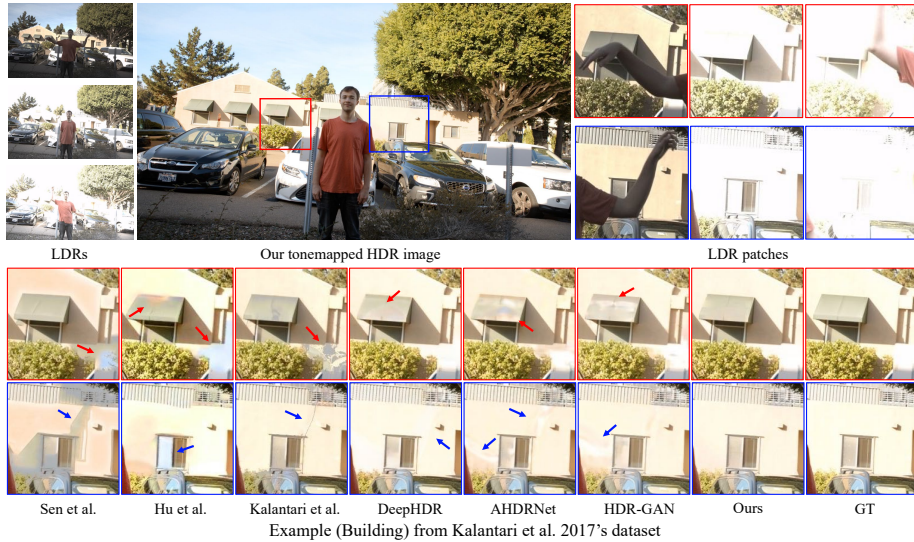 LDRs
Our tonemapped HDR image
LDR patches
Sen et al.
Hu et al.
Kalantari et al.
DeepHDR
AHDRNet
HDR-GAN
Ours
GT
Example (Building) from Kalantari et al. 2017's dataset